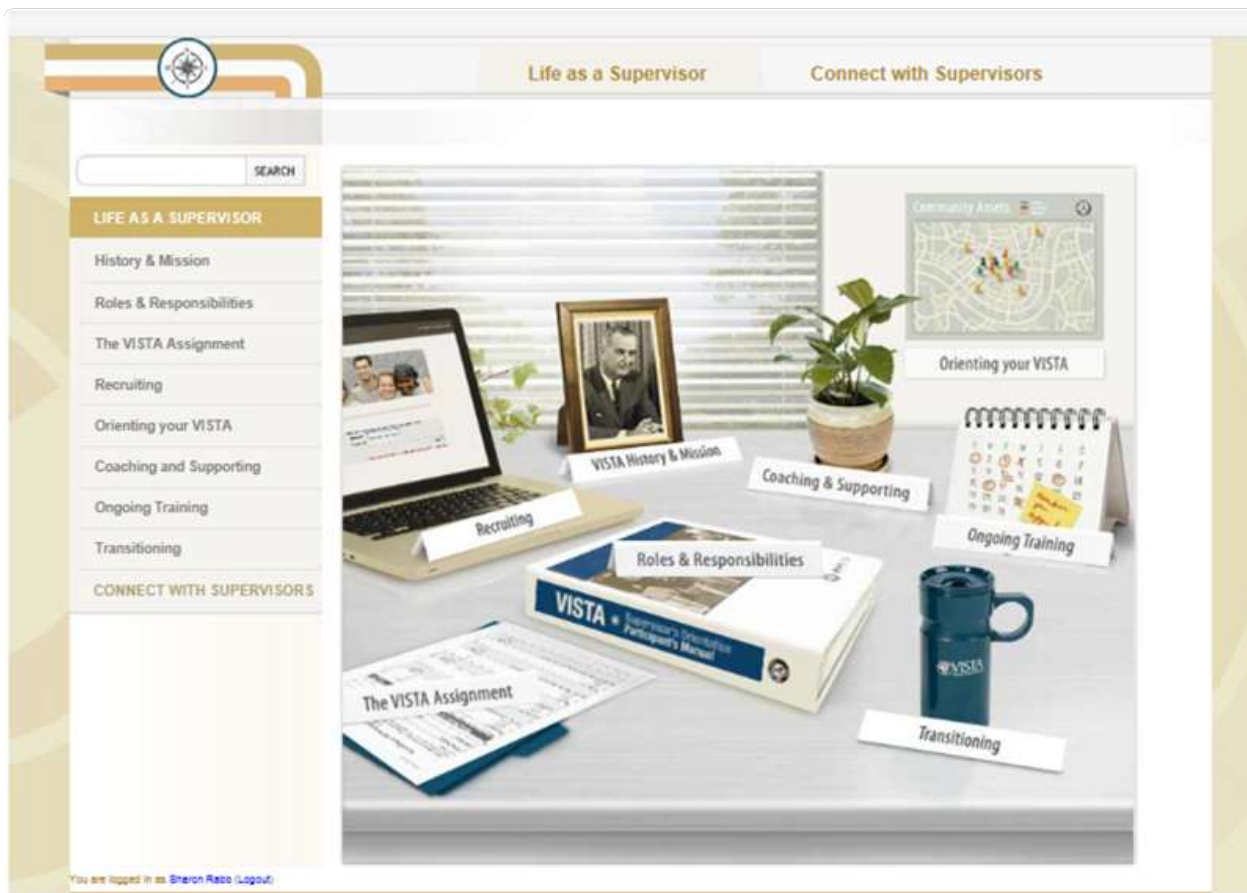 Life as a Supervisor
Connect with Supervisors
SEARCH
LIFE AS A SUPERVISOR
History & Mission
Roles & Responsibilities
The VISTA Assignment
Recruiting
Orienting your VISTA
Coaching and Supporting
Ongoing Training
Transitioning
CONNECT WITH SUPERVISORS
Community Assets
Orienting your VISTA
VISTA History & Mission
Coaching & Supporting
Recruiting
Ongoing Training
Roles & Responsibilities
VISTA
Supervisor's Orientation
Participant's Manual
VISTA
The VISTA Assignment
Transitioning
You are logged in as Sharon Rabb (Logout)